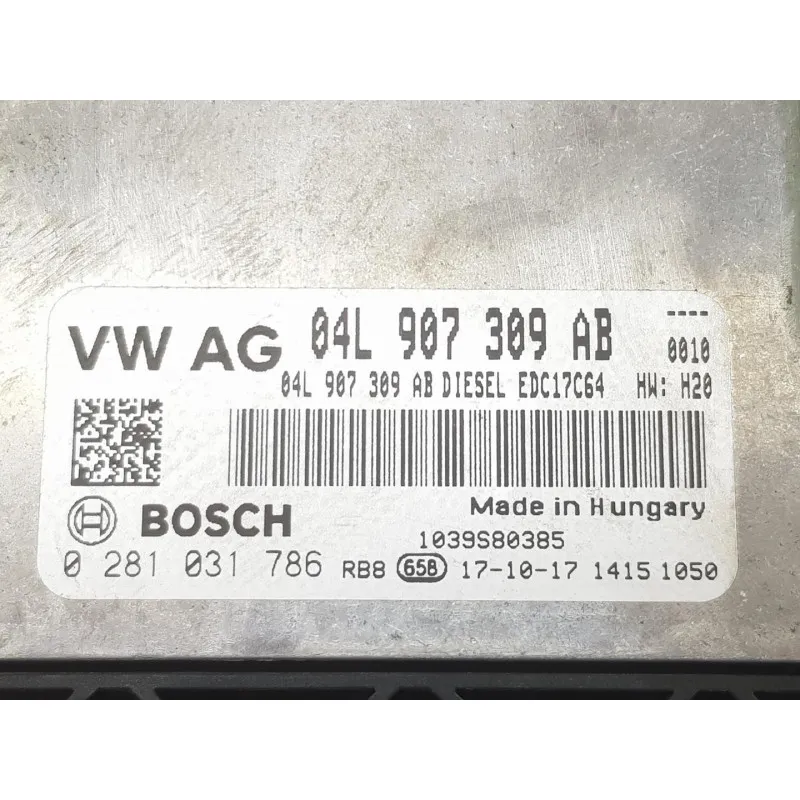 VW AG 04L 907 309 AB ----
0010
04L 907 309 AB DIESEL EDC17C64 HW: H20
Made in Hungary
BOSCH
1039S80385
0 281 031 786 RB8 658 17-10-17 1415 1050